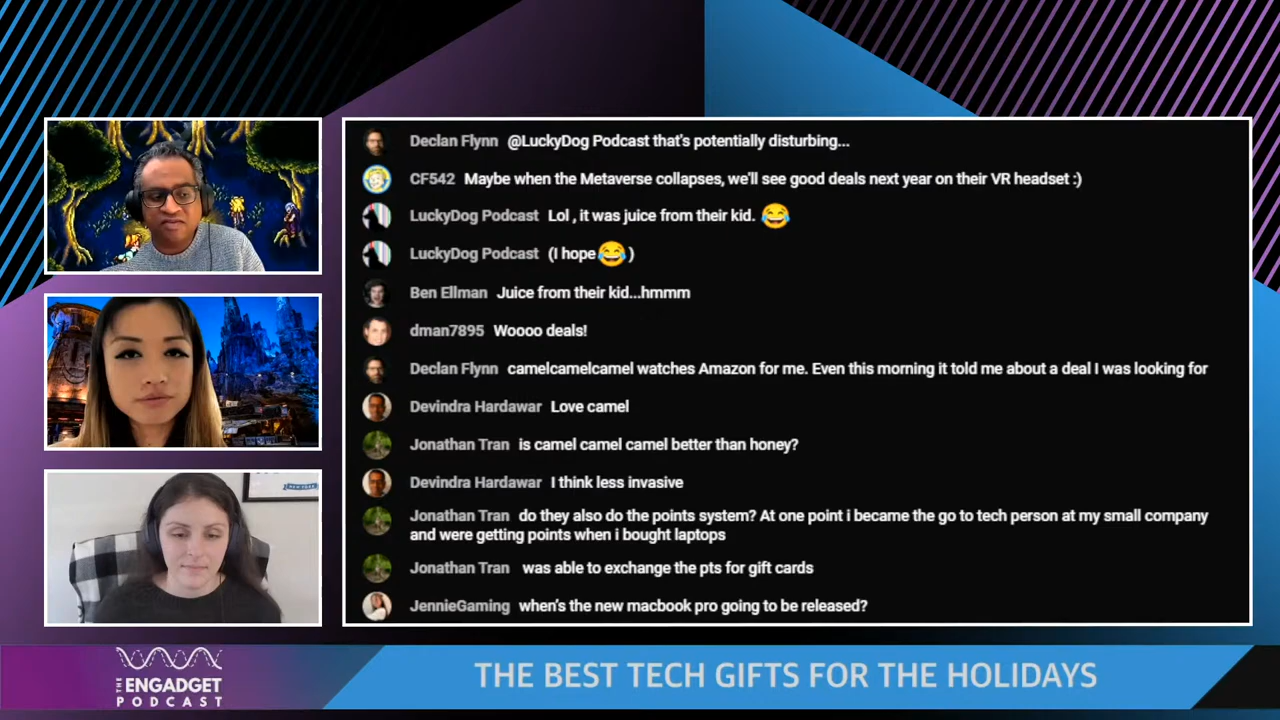 Declan Flynn @LuckyDog Podcast that's potentially disturbing...
CF542 Maybe when the Metaverse collapses, we'll see good deals next year on their VR headset :)
LuckyDog Podcast Lol , it was juice from their kid. 😂
LuckyDog Podcast (I hope 😂 )
Ben Ellman Juice from their kid...hmmm
dman7895 Woooo deals!
Declan Flynn camelcamelcamel watches Amazon for me. Even this morning it told me about a deal I was looking for
Devindra Hardawar Love camel
Jonathan Tran is camel camel camel better than honey?
Devindra Hardawar I think less invasive
Jonathan Tran do they also do the points system? At one point i became the go to tech person at my small company
and were getting points when i bought laptops
Jonathan Tran was able to exchange the pts for gift cards
JennieGaming when's the new macbook pro going to be released?
THE ENGADGET
PODCAST
THE BEST TECH GIFTS FOR THE HOLIDAYS